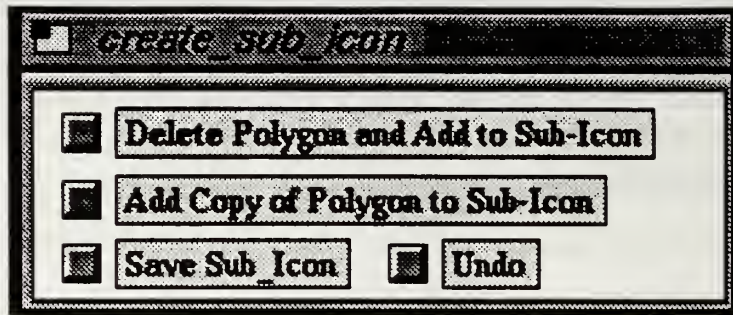 create_sub_icon
Delete Polygon and Add to Sub-Icon
Add Copy of Polygon to Sub-Icon
Save Sub_Icon Undo